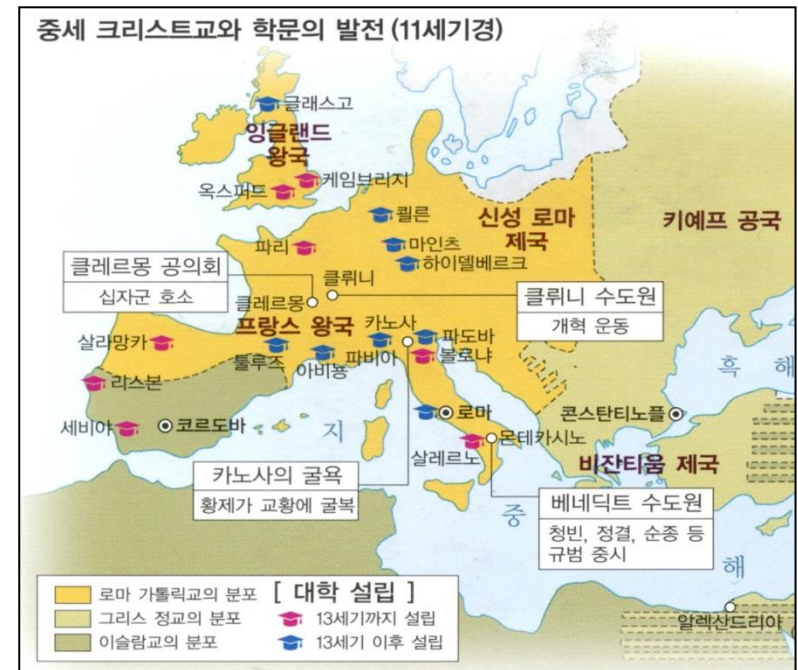 중세 크리스트교와 학문의 발전 (11세기경)
글래스고
잉글랜드
왕국
케임브리지
옥스퍼드
쾰른
신성 로마
제국
키예프 공국
파리
마인츠
하이델베르크
클레르몽 공의회
십자군 호소
클뤼니
클레르몽
클뤼니 수도원
개혁 운동
프랑스 왕국
카노사
파도바
살라망카
툴루즈
아비뇽
파비아
볼로냐
흑 해
리스본
세비야
코르도바
로마
콘스탄티노플
지
몬테카시노
살레르노
비잔티움 제국
카노사의 굴욕
황제가 교황에 굴복
중
베네딕트 수도원
청빈, 정결, 순종 등
규범 중시
해
알렉산드리아
로마 가톨릭교의 분포
그리스 정교의 분포
이슬람교의 분포
[ 대학 설립 ]
13세기까지 설립
13세기 이후 설립